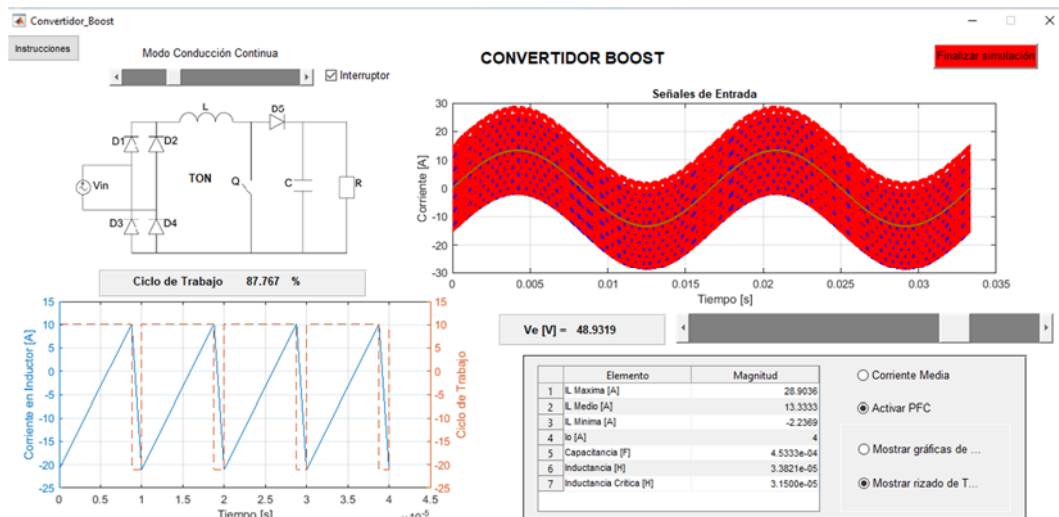 Convertidor_Boost
Instrucciones
Modo Conducción Continua
Interruptor
CONVERTIDOR BOOST
Finalizar simulación
L
D5
D1
D2
Vin
TON
Q
C
R
D3
D4
Señales de Entrada
Corriente [A]
30
20
10
0
-10
-20
-30
0
0.005
0.01
0.015
0.02
0.025
0.03
0.035
Tiempo [s]
Ciclo de Trabajo 87.767 %
Corriente en Inductor [A]
15
10
5
0
-5
-10
-15
-20
-25
15
10
5
0
-5
-10
-15
-20
-25
Ciclo de Trabajo
0
0.5
1
1.5
2
2.5
3
3.5
4
4.5
Tiempo [s]
×10⁻⁵
Ve [V] = 48.9319
Elemento Magnitud
1 IL Maxima [A] 28.9036
2 IL Medio [A] 13.3333
3 IL Minima [A] -2.2369
4 Io [A] 4
5 Capacitancia [F] 4.5333e-04
6 Inductancia [H] 3.3821e-05
7 Inductancia Critica [H] 3.1500e-05
Corriente Media
Activar PFC
Mostrar gráficas de ...
Mostrar rizado de T...